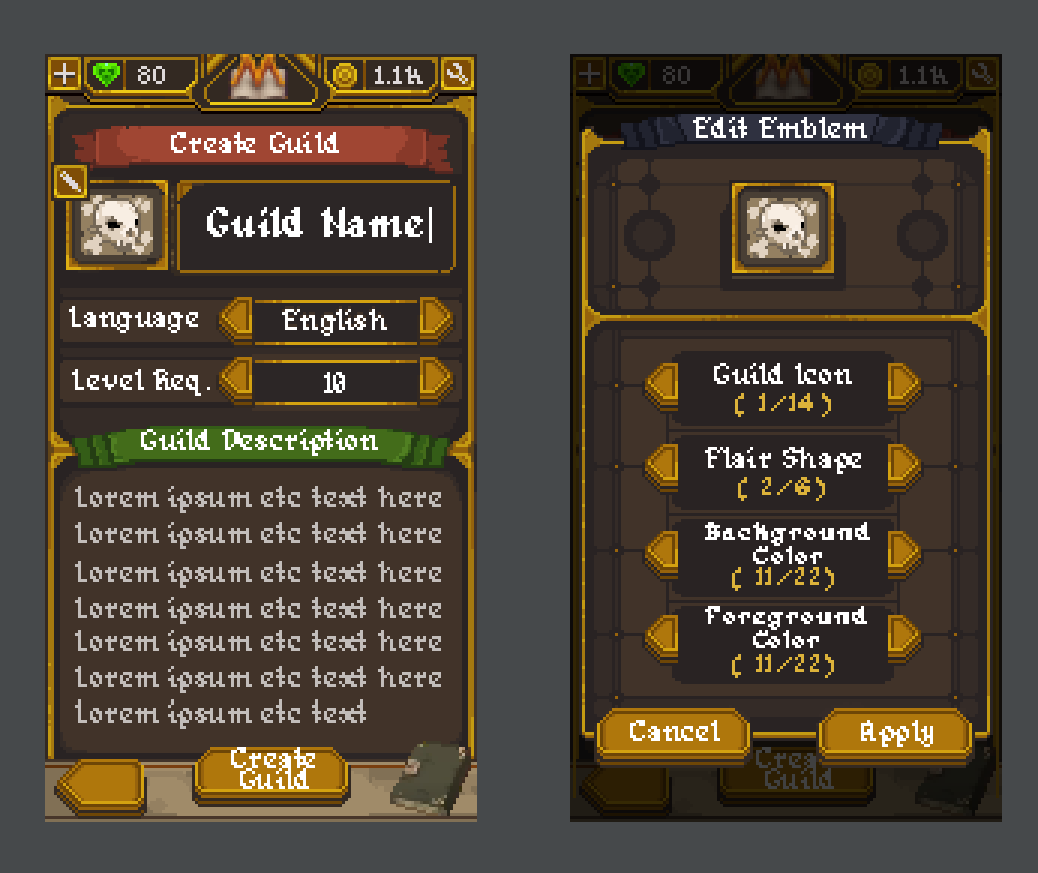 80
1.1k
Create Guild
Guild Name
Language
English
Level Req.
10
Guild Description
Lorem ipsum etc text here
Lorem ipsum etc text here
Lorem ipsum etc text here
Lorem ipsum etc text here
Lorem ipsum etc text here
Lorem ipsum etc text here
Lorem ipsum etc text
Create
Guild
80
1.1k
Edit Emblem
Guild Icon
( 1/14 )
Flair Shape
( 2/6 )
Background
Color
( 11/22 )
Foreground
Color
( 11/22 )
Cancel
Apply
Create
Guild